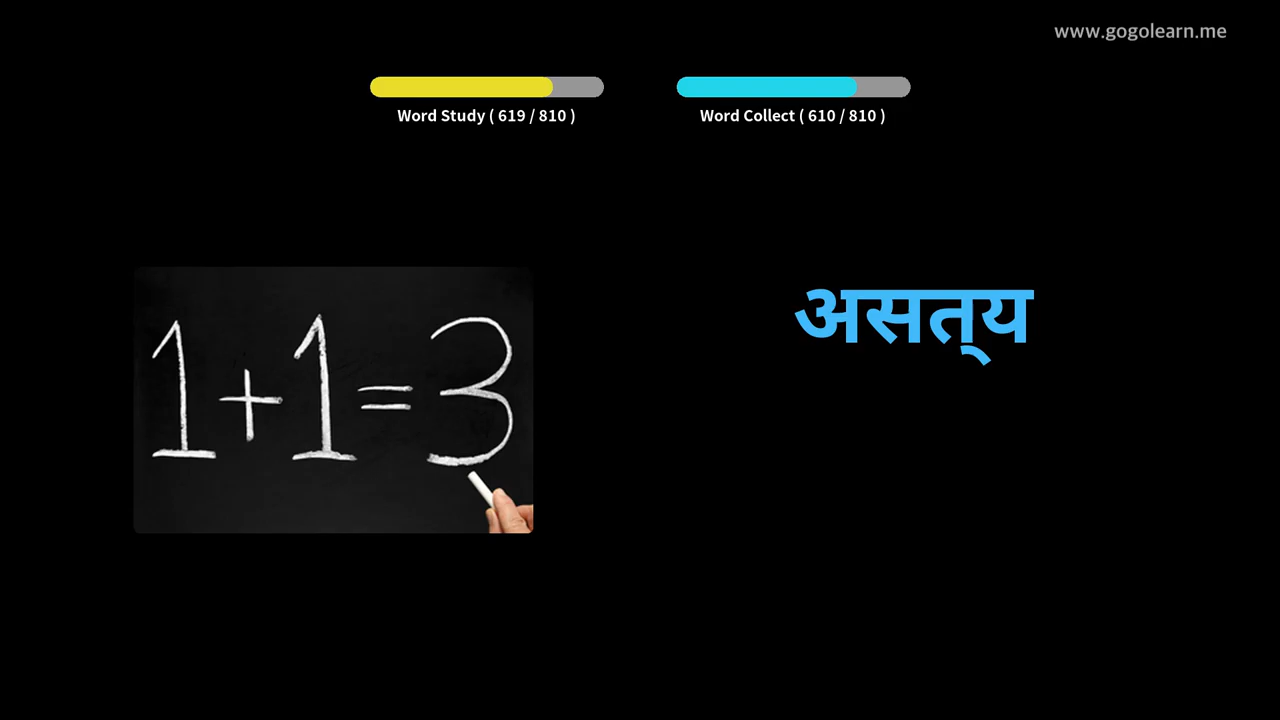 www.gogolearn.me
Word Study ( 619 / 810 )
Word Collect ( 610 / 810 )
1+1=3
असत्‌य